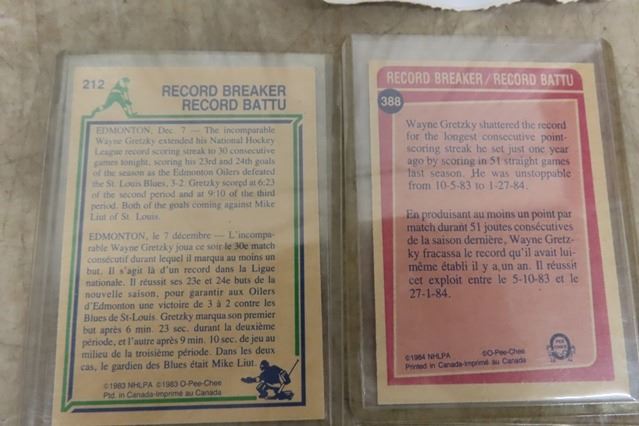 212
RECORD BREAKER
RECORD BATTU
EDMONTON, Dec. 7 — The incomparable
Wayne Gretzky extended his National Hockey
League record scoring streak to 30 consecutive
games tonight, scoring his 23rd and 24th goals
of the season as the Edmonton Oilers defeated
the St. Louis Blues, 3-2. Gretzky scored at 6:23
of the second period and at 9:10 of the third
period. Both of the goals coming against Mike
Liut of St. Louis.
EDMONTON, le 7 décembre — L'incompa-
rable Wayne Gretzky joua ce soir le 30e match
consécutif durant lequel il marqua au moins un
but. Il s'agit là d'un record dans la Ligue
nationale. Il réussit ses 23e et 24e buts de la
nouvelle saison, pour garantir aux Oilers
d'Edmonton une victoire de 3 à 2 contre les
Blues de St-Louis. Gretzky marqua son premier
but après 6 min. 23 sec. durant la deuxième
période, et l'autre après 9 min. 10 sec. de jeu au
milieu de la troisième période. Dans les deux
cas, le gardien des Blues était Mike Liut.
©1983 NHLPA ©1983 O-Pee-Chee
Ptd. in Canada-Imprimé au Canada
RECORD BREAKER / RECORD BATTU
388
Wayne Gretzky shattered the record
for the longest consecutive point-
scoring streak he set just one year
ago by scoring in 51 straight games
last season. He was unstoppable
from 10-5-83 to 1-27-84.
En produisant au moins un point par
match durant 51 joutes consécutives
de la saison dernière, Wayne Gretz-
ky fracassa le record qu'il avait lui-
même établi il y a un an. Il réussit
cet exploit entre le 5-10-83 et le
27-1-84.
©1984 NHLPA ©O-Pee-Chee
Printed in Canada-Imprimé au Canada
O PEE CHEE